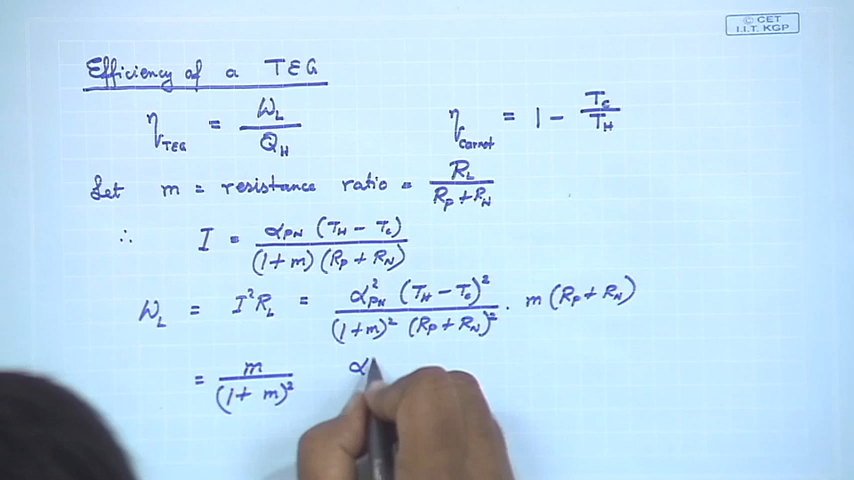 © CET
I.I.T. KGP
Efficiency of a TEG
η_TEG = W_L / Q_H    η_Carnot = 1 - T_c / T_H
Let m = resistance ratio = R_L / (R_P + R_N)
∴ I = α_PN (T_H - T_c) / (1+m) (R_P + R_N)
W_L = I²R_L = α²_PN (T_H - T_c)² / (1+m)² (R_P + R_N)² . m (R_P + R_N)
= m / (1+ m)² α